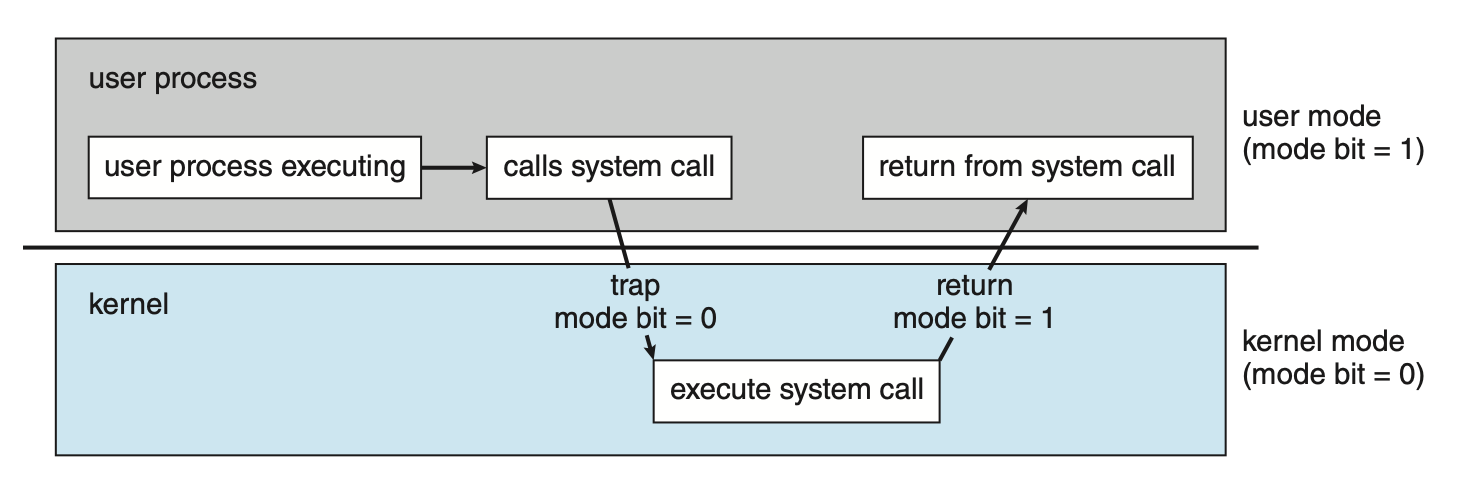 user process
user process executing
calls system call
return from system call
user mode
(mode bit = 1)
kernel
trap
mode bit = 0
return
mode bit = 1
execute system call
kernel mode
(mode bit = 0)